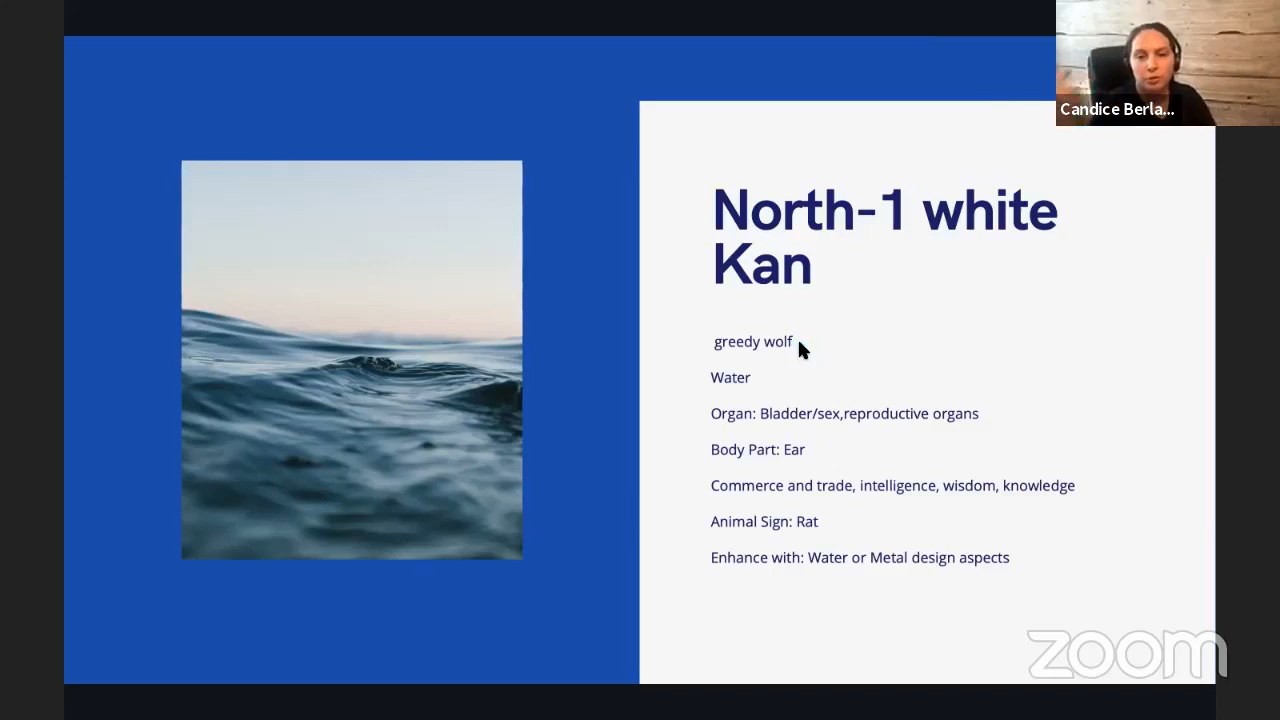 Candice Berla...
North-1 white
Kan
greedy wolf
Water
Organ: Bladder/sex,reproductive organs
Body Part: Ear
Commerce and trade, intelligence, wisdom, knowledge
Animal Sign: Rat
Enhance with: Water or Metal design aspects
zoom